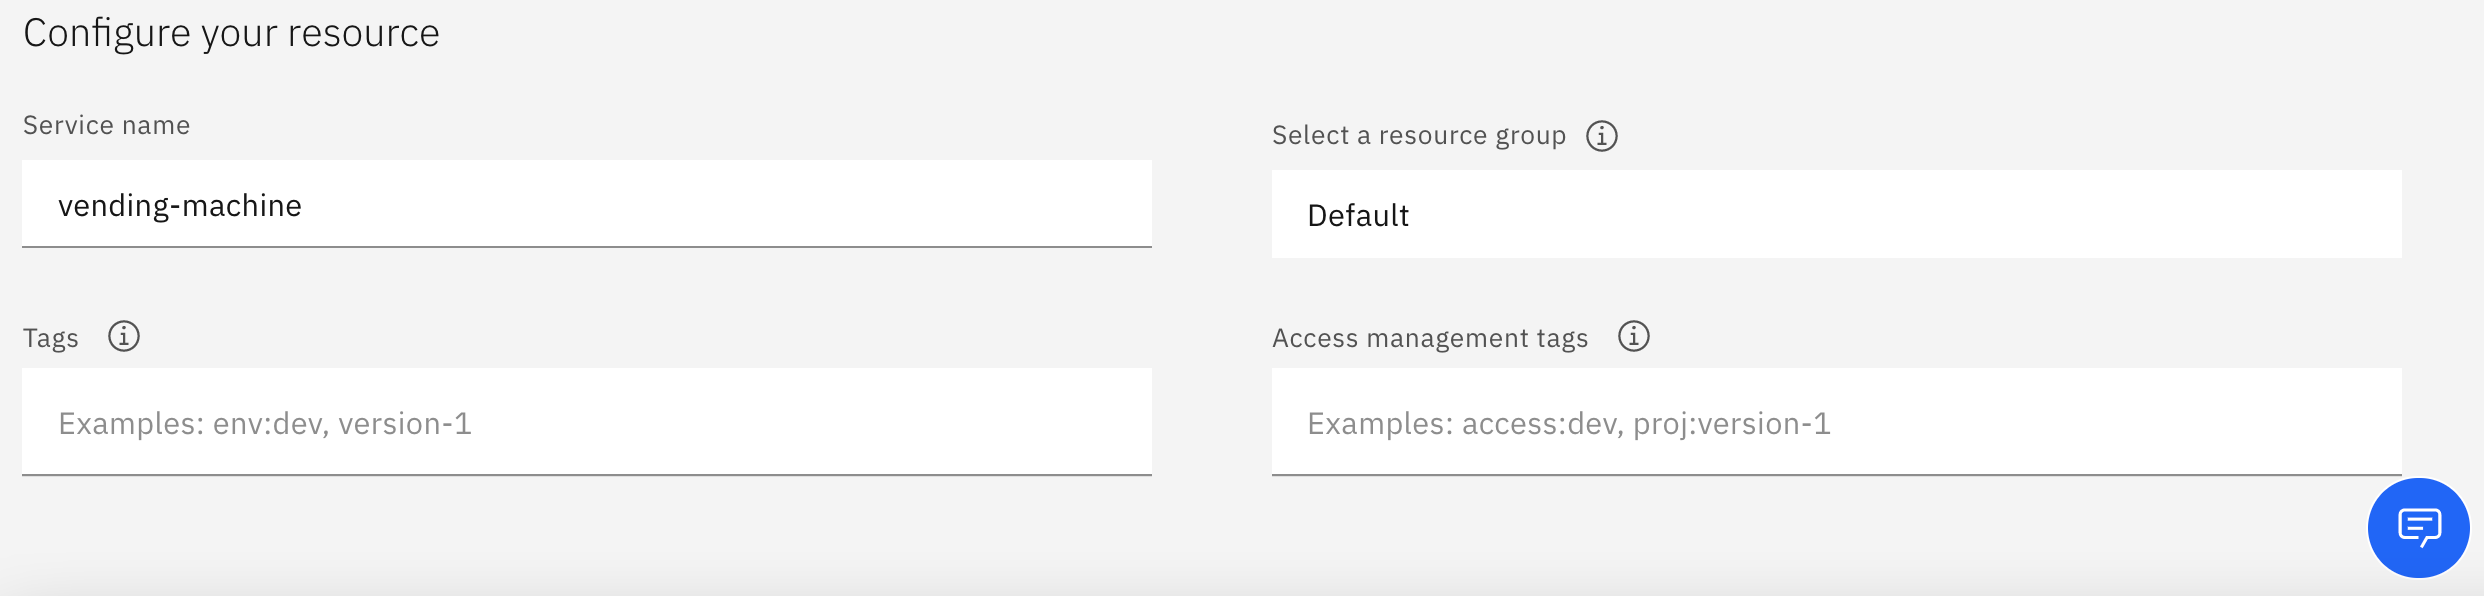 Configure your resource
Service name
vending-machine
Select a resource group
Default
Tags
Examples: env:dev, version-1
Access management tags
Examples: access:dev, proj:version-1